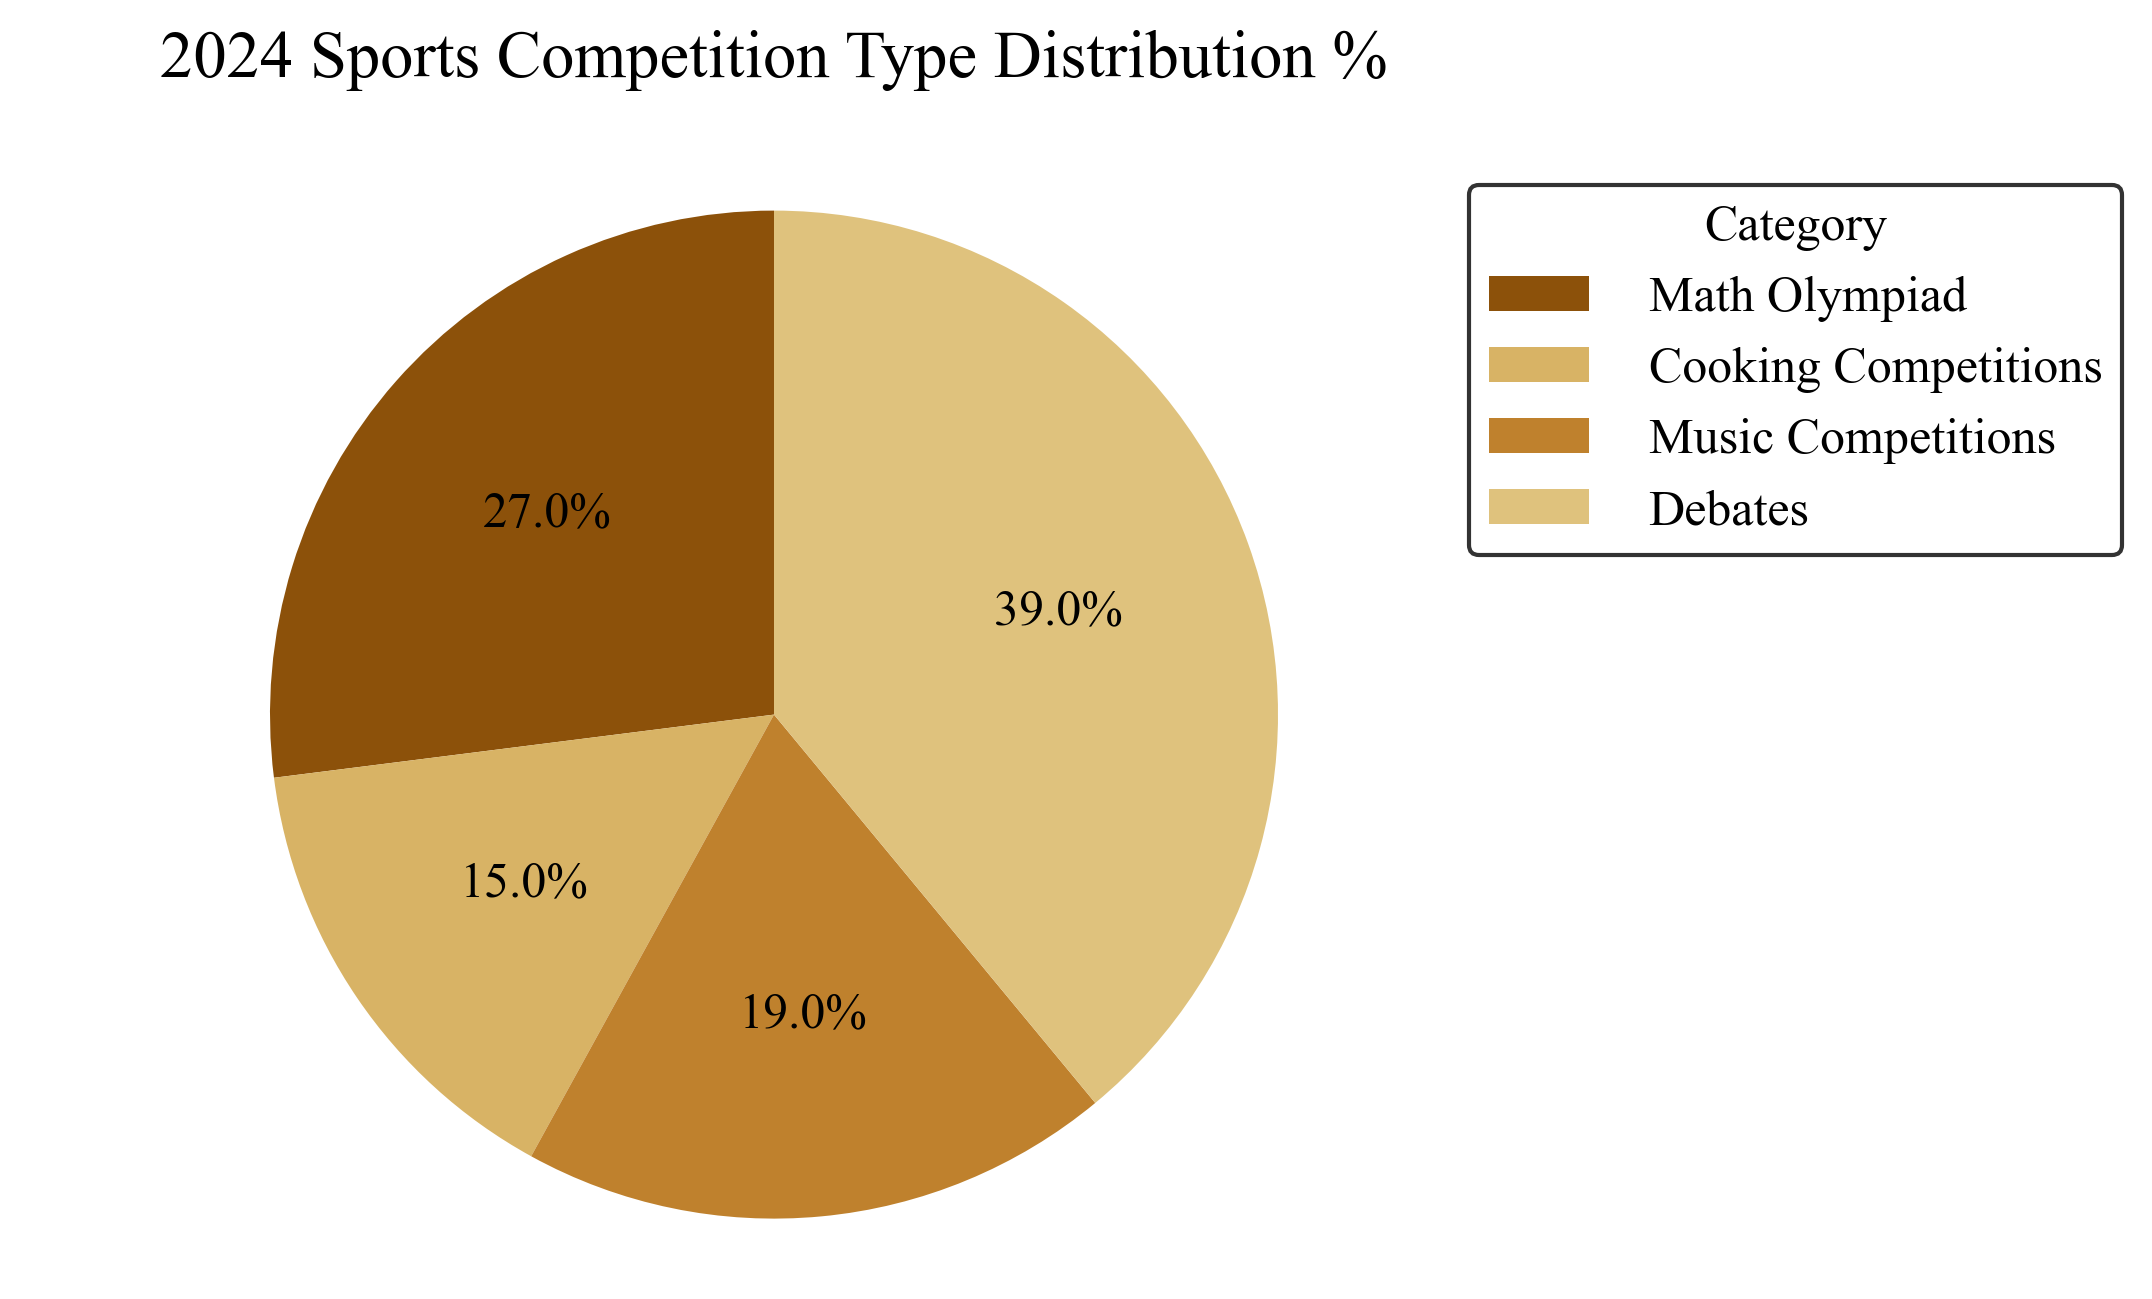 2024 Sports Competition Type Distribution %
Category
Math Olympiad
Cooking Competitions
Music Competitions
Debates
27.0%
39.0%
15.0%
19.0%